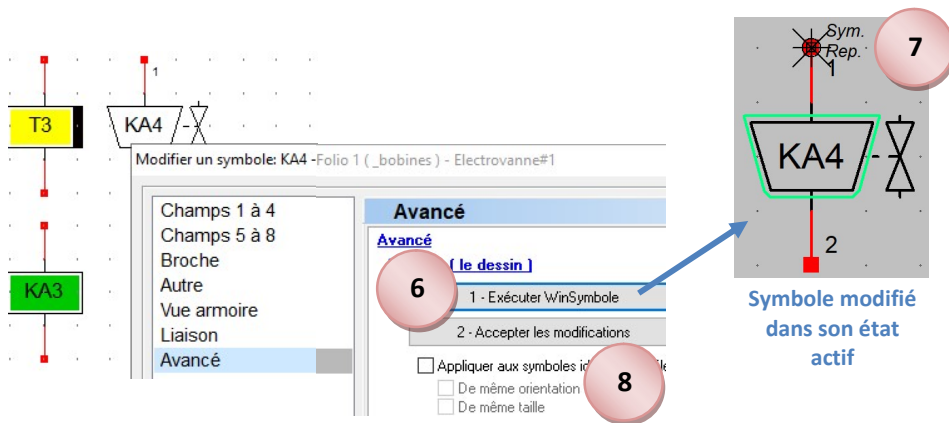 T3
1
KA4
KA3
Modifier un symbole: KA4 -Folio 1 ( _bobines ) - Electrovanne#1
Champs 1 à 4
Champs 5 à 8
Broche
Autre
Vue armoire
Liaison
Avancé
Avancé
Avancé
( le dessin )
6
1 - Exécuter WinSymbole
2 - Accepter les modifications
Appliquer aux symboles
De même orientation
De même taille
8
Sym.
Rep.
7
1
KA4
2
Symbole modifié
dans son état
actif